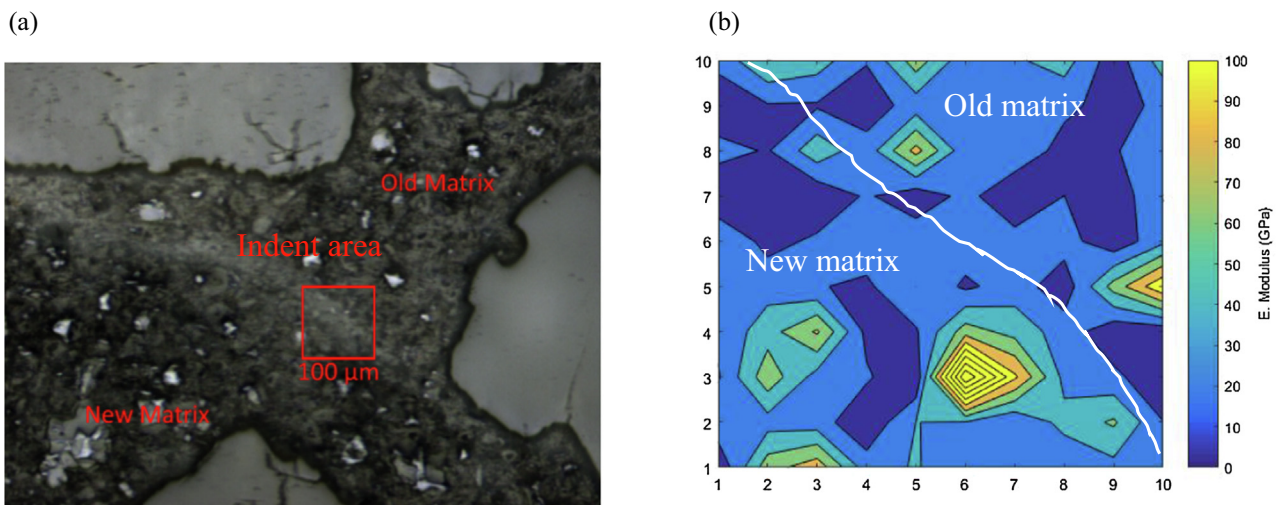 (a)
(b)
Old Matrix
Indent area
100 μm
New Matrix
Old matrix
New matrix
10
9
8
7
6
5
4
3
2
1
1 2 3 4 5 6 7 8 9 10
100
90
80
70
60
50
40
30
20
10
0
E. Modulus (GPa)